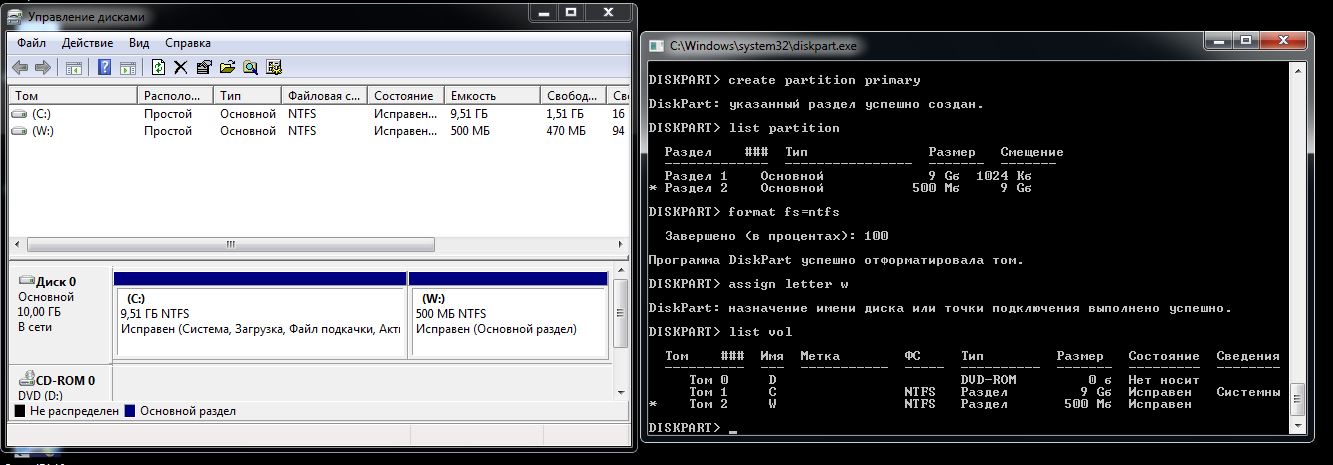 Управление дисками
Файл Действие Вид Справка
Том Располо... Тип Файловая с... Состояние Емкость Свобод... Св
(C:) Простой Основной NTFS Исправен... 9,51 ГБ 1,51 ГБ 16
(W:) Простой Основной NTFS Исправен... 500 МБ 470 МБ 94
Диск 0
Основной
10,00 ГБ
В сети
(C:)
9,51 ГБ NTFS
Исправен (Система, Загрузка, Файл подкачки, Акти
(W:)
500 МБ NTFS
Исправен (Основной раздел)
CD-ROM 0
DVD (D:)
Не распределен Основной раздел
C:\Windows\system32\diskpart.exe
DISKPART> create partition primary
DiskPart: указанный раздел успешно создан.
DISKPART> list partition
Раздел ### Тип Размер Смещение
------------- ---------------- ------- -------
Раздел 1 Основной 9 Gб 1024 Kб
* Раздел 2 Основной 500 Mб 9 Gб
DISKPART> format fs=ntfs
Завершено (в процентах): 100
Программа DiskPart успешно отформатировала том.
DISKPART> assign letter w
DiskPart: назначение имени диска или точки подключения выполнено успешно.
DISKPART> list vol
Том ### Имя Метка ФС Тип Размер Состояние Сведения
Том 0 D DVD-ROM 0 б Нет носит
Том 1 C NTFS Раздел 9 Gб Исправен Системны
* Том 2 W NTFS Раздел 500 Mб Исправен
DISKPART> _